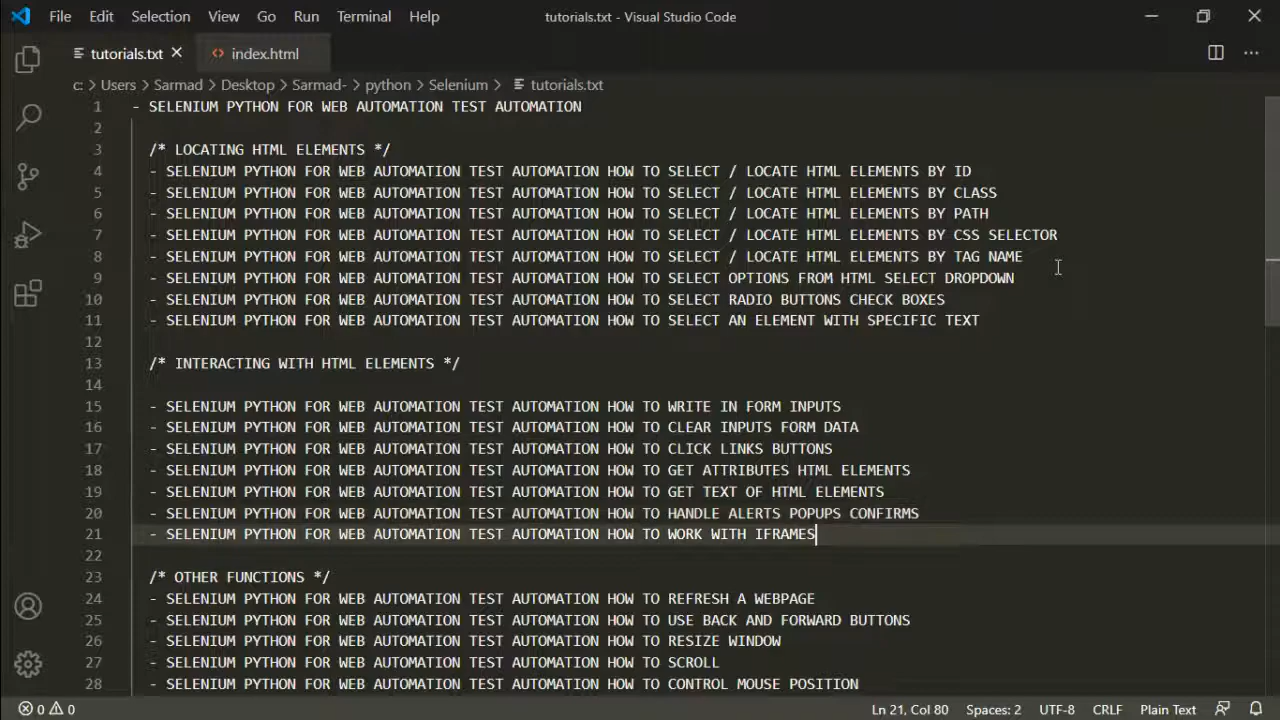 File Edit Selection View Go Run Terminal Help tutorials.txt - Visual Studio Code
tutorials.txt index.html
c: > Users > Sarmad > Desktop > Sarmad- > python > Selenium > tutorials.txt
1 - SELENIUM PYTHON FOR WEB AUTOMATION TEST AUTOMATION
2
3 /* LOCATING HTML ELEMENTS */
4 - SELENIUM PYTHON FOR WEB AUTOMATION TEST AUTOMATION HOW TO SELECT / LOCATE HTML ELEMENTS BY ID
5 - SELENIUM PYTHON FOR WEB AUTOMATION TEST AUTOMATION HOW TO SELECT / LOCATE HTML ELEMENTS BY CLASS
6 - SELENIUM PYTHON FOR WEB AUTOMATION TEST AUTOMATION HOW TO SELECT / LOCATE HTML ELEMENTS BY PATH
7 - SELENIUM PYTHON FOR WEB AUTOMATION TEST AUTOMATION HOW TO SELECT / LOCATE HTML ELEMENTS BY CSS SELECTOR
8 - SELENIUM PYTHON FOR WEB AUTOMATION TEST AUTOMATION HOW TO SELECT / LOCATE HTML ELEMENTS BY TAG NAME
9 - SELENIUM PYTHON FOR WEB AUTOMATION TEST AUTOMATION HOW TO SELECT OPTIONS FROM HTML SELECT DROPDOWN
10 - SELENIUM PYTHON FOR WEB AUTOMATION TEST AUTOMATION HOW TO SELECT RADIO BUTTONS CHECK BOXES
11 - SELENIUM PYTHON FOR WEB AUTOMATION TEST AUTOMATION HOW TO SELECT AN ELEMENT WITH SPECIFIC TEXT
12
13 /* INTERACTING WITH HTML ELEMENTS */
14
15 - SELENIUM PYTHON FOR WEB AUTOMATION TEST AUTOMATION HOW TO WRITE IN FORM INPUTS
16 - SELENIUM PYTHON FOR WEB AUTOMATION TEST AUTOMATION HOW TO CLEAR INPUTS FORM DATA
17 - SELENIUM PYTHON FOR WEB AUTOMATION TEST AUTOMATION HOW TO CLICK LINKS BUTTONS
18 - SELENIUM PYTHON FOR WEB AUTOMATION TEST AUTOMATION HOW TO GET ATTRIBUTES HTML ELEMENTS
19 - SELENIUM PYTHON FOR WEB AUTOMATION TEST AUTOMATION HOW TO GET TEXT OF HTML ELEMENTS
20 - SELENIUM PYTHON FOR WEB AUTOMATION TEST AUTOMATION HOW TO HANDLE ALERTS POPUPS CONFIRMS
21 - SELENIUM PYTHON FOR WEB AUTOMATION TEST AUTOMATION HOW TO WORK WITH IFRAMES
22
23 /* OTHER FUNCTIONS */
24 - SELENIUM PYTHON FOR WEB AUTOMATION TEST AUTOMATION HOW TO REFRESH A WEBPAGE
25 - SELENIUM PYTHON FOR WEB AUTOMATION TEST AUTOMATION HOW TO USE BACK AND FORWARD BUTTONS
26 - SELENIUM PYTHON FOR WEB AUTOMATION TEST AUTOMATION HOW TO RESIZE WINDOW
27 - SELENIUM PYTHON FOR WEB AUTOMATION TEST AUTOMATION HOW TO SCROLL
28 - SELENIUM PYTHON FOR WEB AUTOMATION TEST AUTOMATION HOW TO CONTROL MOUSE POSITION
0 0 Ln 21, Col 80 Spaces: 2 UTF-8 CRLF Plain Text